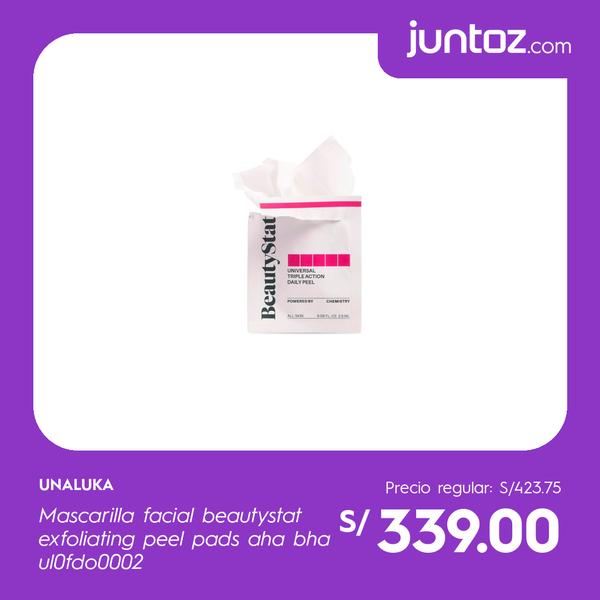 juntoz.com
BeautyStat
UNIVERSAL
TRIPLE ACTION
DAILY PEEL
POWERED BY CHEMISTRY
ALL SKIN
UNALUKA
Mascarilla facial beautystat
exfoliating peel pads aha bha
ul0fdo0002
Precio regular: S/423.75
S/ 339.00